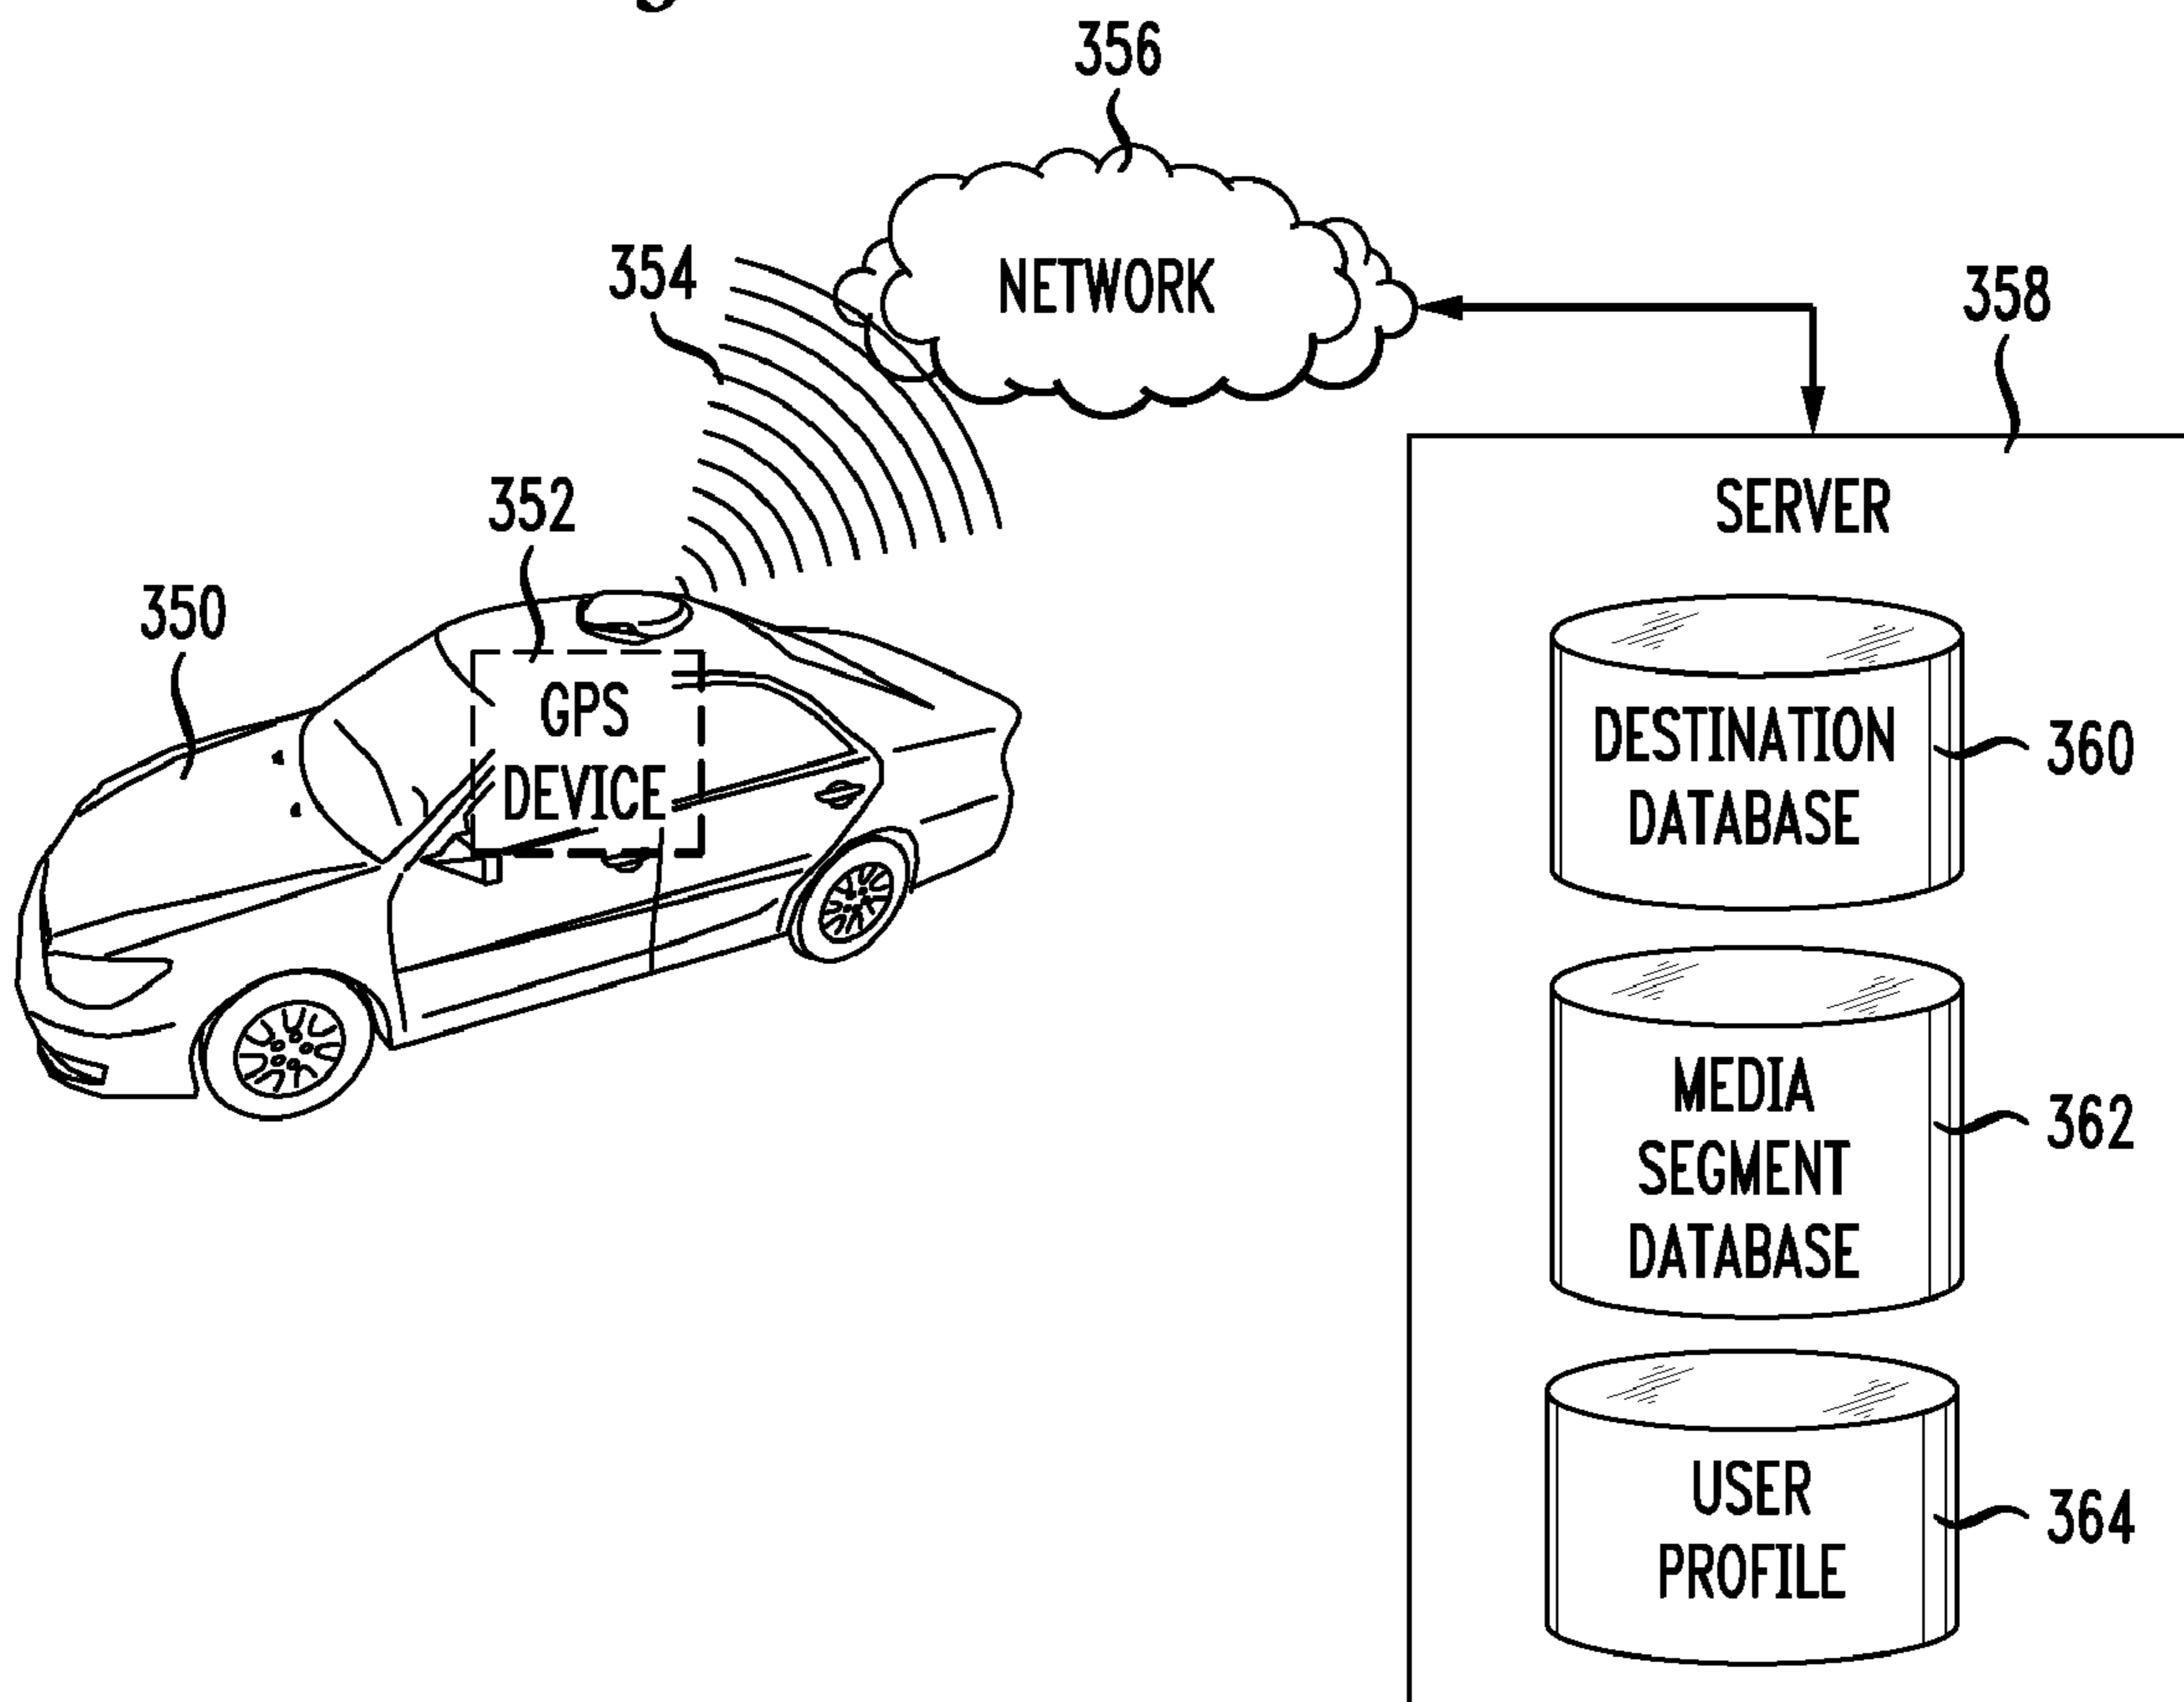 356
354
NETWORK
358
352
SERVER
350
GPS
DEVICE
DESTINATION
DATABASE
360
MEDIA
SEGMENT
DATABASE
362
USER
PROFILE
364